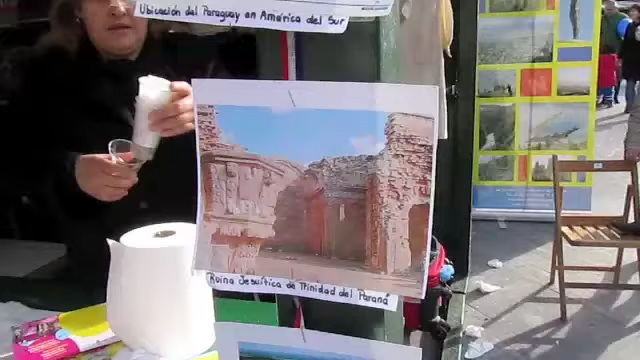 Ubicación del Paraguay en América del Sur
Ruina Jesuítica de Trinidad del Paraná